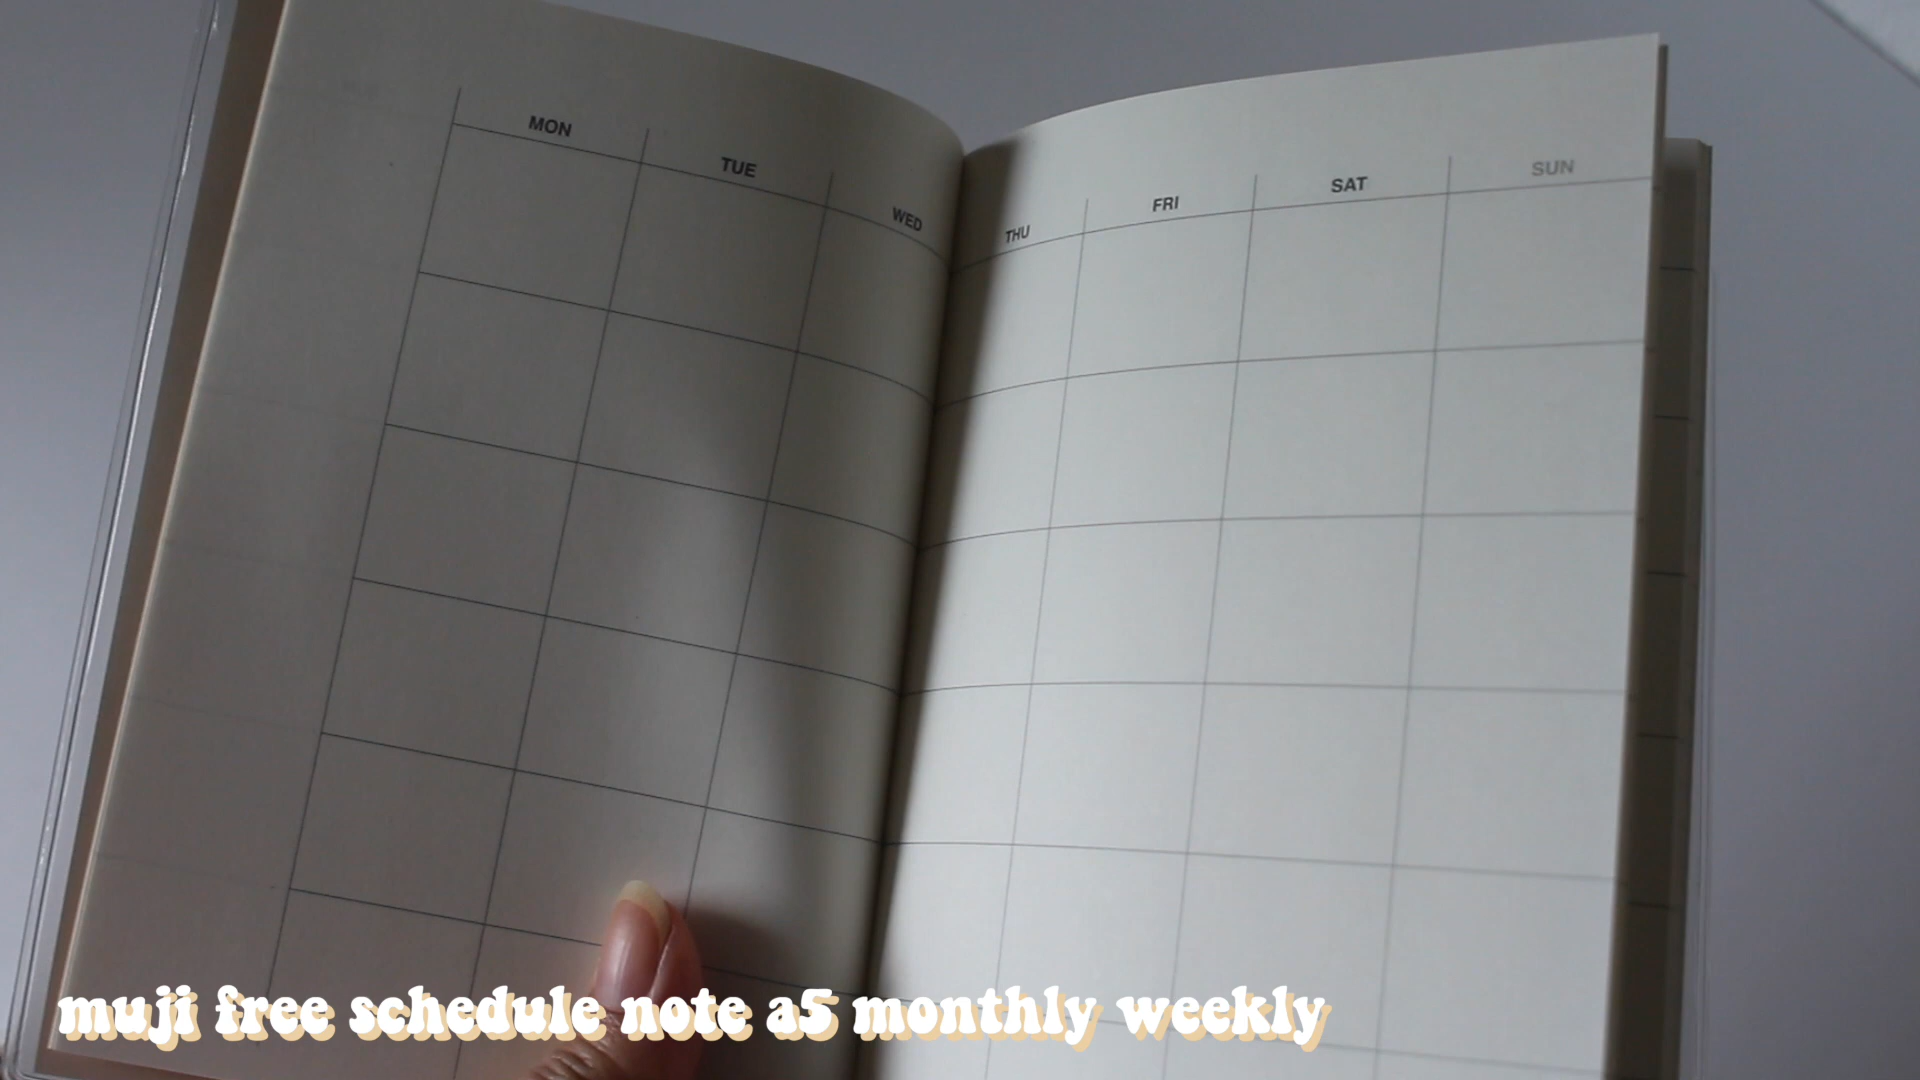 MON
TUE
WED
THU
FRI
SAT
SUN
muji free schedule note a5 monthly weekly